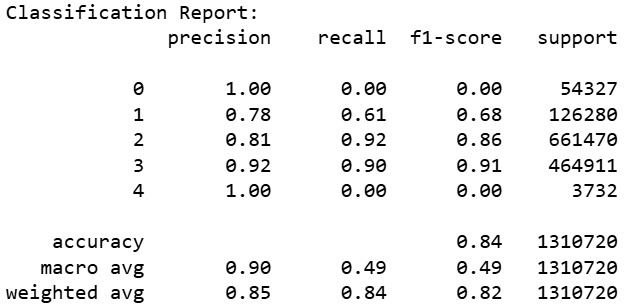 Classification Report:
precision recall f1-score support
0 1.00 0.00 0.00 54327
1 0.78 0.61 0.68 126280
2 0.81 0.92 0.86 661470
3 0.92 0.90 0.91 464911
4 1.00 0.00 0.00 3732
accuracy 0.84 1310720
macro avg 0.90 0.49 0.49 1310720
weighted avg 0.85 0.84 0.82 1310720